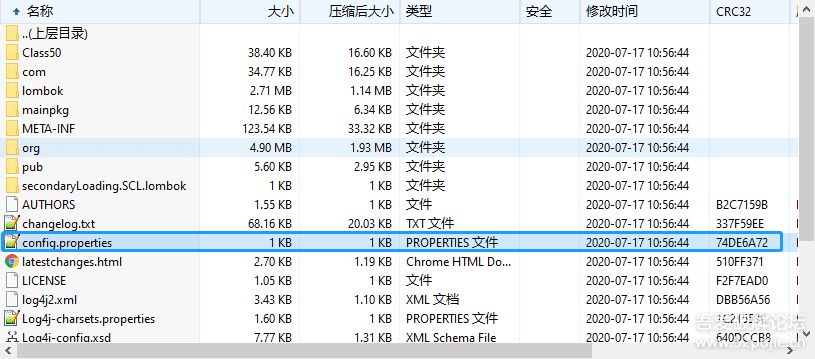 名称 大小 压缩后大小 类型 安全 修改时间 CRC32
..(上层目录)
Class50 38.40 KB 16.60 KB 文件夹 2020-07-17 10:56:44
com 34.77 KB 16.25 KB 文件夹 2020-07-17 10:56:44
lombok 2.71 MB 1.14 MB 文件夹 2020-07-17 10:56:44
mainpkg 12.56 KB 6.34 KB 文件夹 2020-07-17 10:56:44
META-INF 123.54 KB 33.32 KB 文件夹 2020-07-17 10:56:44
org 4.90 MB 1.93 MB 文件夹 2020-07-17 10:56:44
pub 5.60 KB 2.95 KB 文件夹 2020-07-17 10:56:44
secondaryLoading.SCL.lombok 1 KB 1 KB 文件夹 2020-07-17 10:56:44
AUTHORS 1.55 KB 1 KB 文件 2020-07-17 10:56:44 B2C7159B
changelog.txt 68.16 KB 20.03 KB TXT 文件 2020-07-17 10:56:44 337F59EE
config.properties 1 KB 1 KB PROPERTIES 文件 2020-07-17 10:56:44 74DE6A72
latestchanges.html 2.70 KB 1.19 KB Chrome HTML Do... 2020-07-17 10:56:44 510FF371
LICENSE 1.05 KB 1 KB 文件 2020-07-17 10:56:44 F2F7EAD0
log4j2.xml 3.43 KB 1.10 KB XML 文档 2020-07-17 10:56:44 DBB56A56
Log4j-charsets.properties 1.60 KB 1 KB PROPERTIES 文件 2020-07-17 10:56:44
Log4j-config.xsd 7.77 KB 1.31 KB XML Schema File 2020-07-17 10:56:44 640DCCB8
吾爱破解论坛
www.52pojie.cn